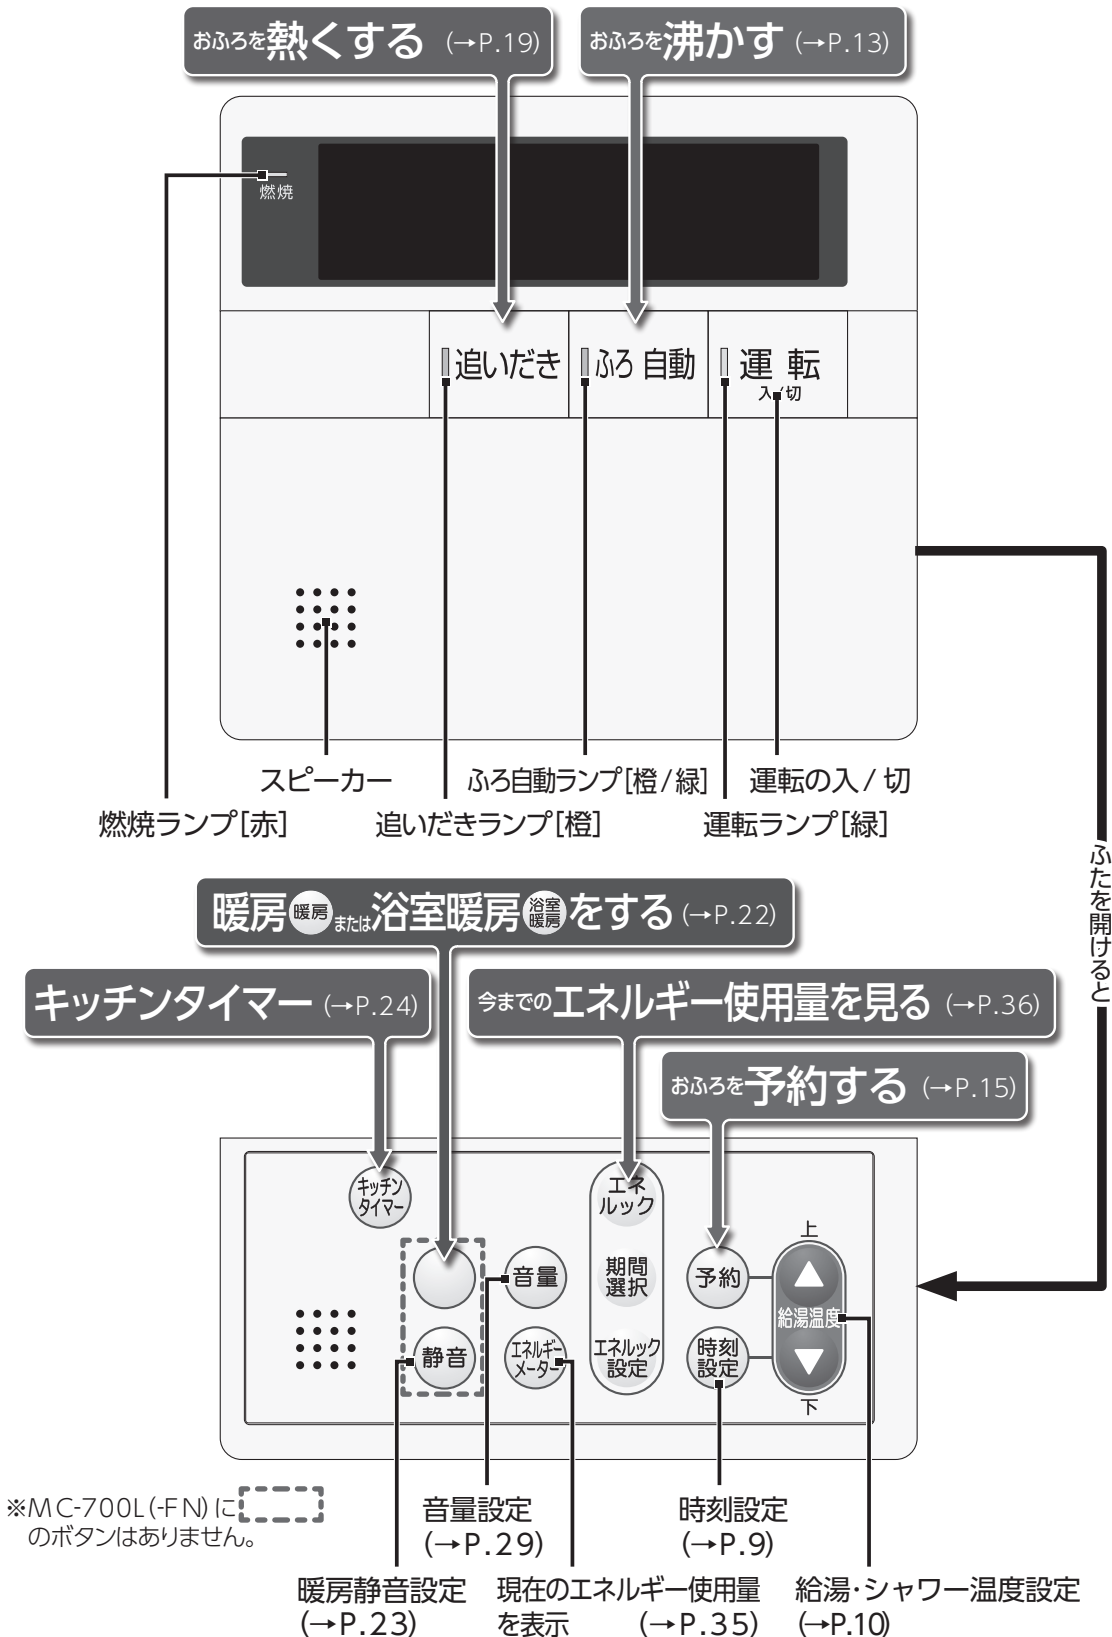 おふろを熱くする (→P.19)
おふろを沸かす (→P.13)
燃焼
追いだき
ふろ 自動
運 転
入/切
スピーカー
ふろ自動ランプ[橙/緑]
運転の入/切
燃焼ランプ[赤]
追いだきランプ[橙]
運転ランプ[緑]
ふたを開けると
暖房 暖房 または浴室暖房 浴室暖房 をする (→P.22)
キッチンタイマー (→P.24)
今までのエネルギー使用量を見る (→P.36)
おふろを予約する (→P.15)
キッチン
タイマー
エネ
ルック
上
音量
期間
選択
予約
給湯温度
静音
エネルギー
メーター
エネルック
設定
時刻
設定
下
※MC-700L(-FN)に
のボタンはありません。
音量設定
(→P.29)
時刻設定
(→P.9)
暖房静音設定
(→P.23)
現在のエネルギー使用量
を表示 (→P.35)
給湯・シャワー温度設定
(→P.10)